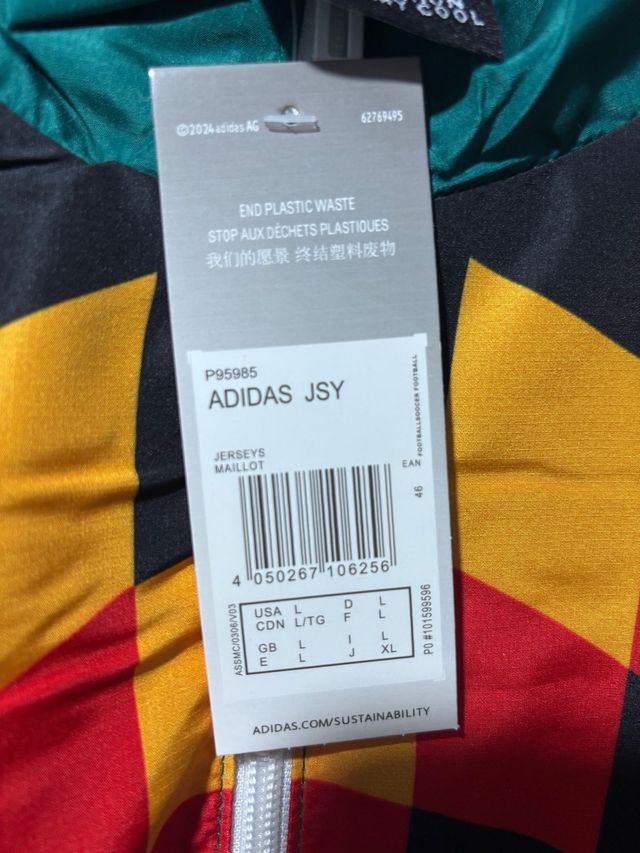 COOL
©2024 adidas AG
62769495
END PLASTIC WASTE
STOP AUX DÉCHETS PLASTIQUES
我们的愿景 终结塑料废物
P95985
ADIDAS JSY
FOOTBALLSOCCER FOOTBALL
JERSEYS
MAILLOT
EAN
46
4 050267 106256
ASSMC/0306/V03
USA L D L
CDN L/TG F L
GB L I L
E L J XL
PO #101599596
ADIDAS.COM/SUSTAINABILITY